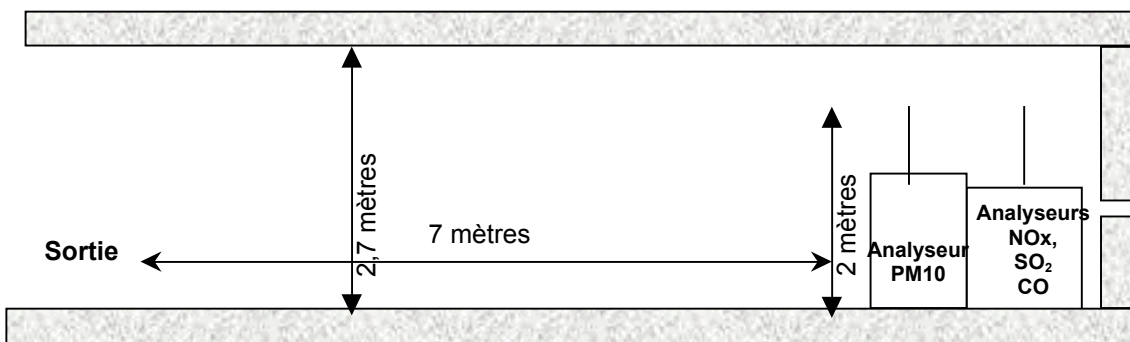 2,7 mètres
2 mètres
Sortie
7 mètres
Analyseur
PM10
Analyseurs
NOx,
SO₂
CO